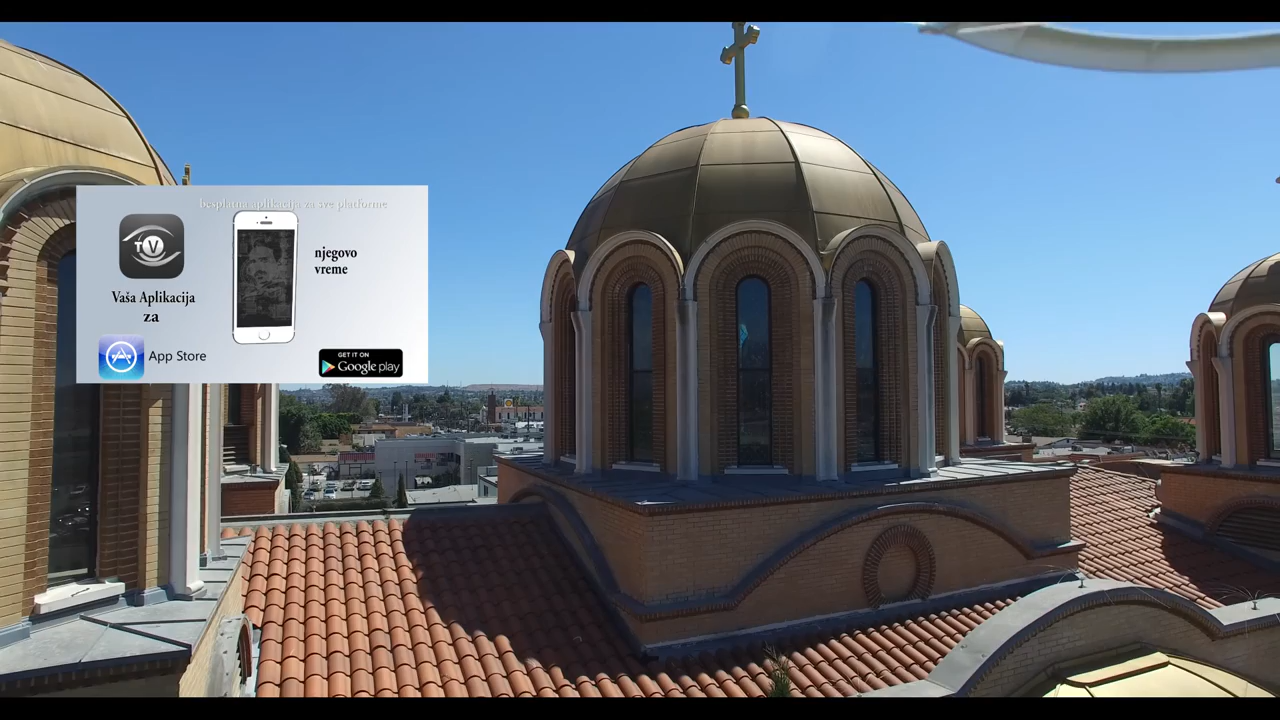 besplatna aplikacija za sve platforme
TV
njegovo
vreme
Vaša Aplikacija
za
App Store
GET IT ON
Google play